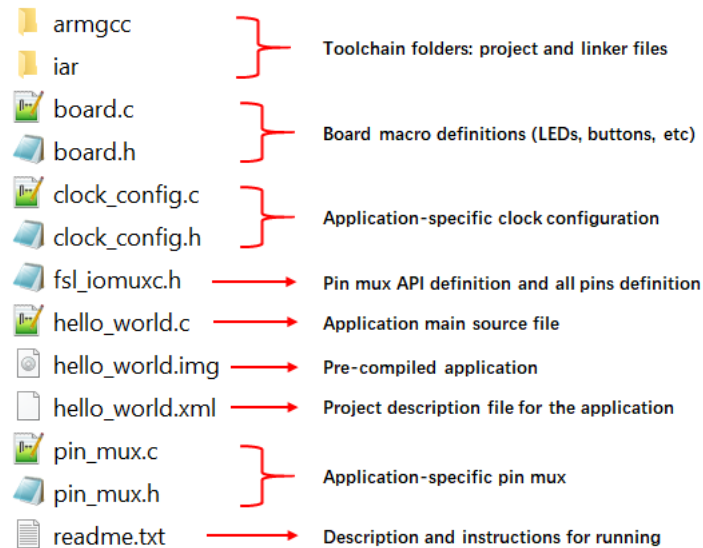 armgcc
iar
Toolchain folders: project and linker files
board.c
board.h
Board macro definitions (LEDs, buttons, etc)
clock_config.c
clock_config.h
Application-specific clock configuration
fsl_iomuxc.h
Pin mux API definition and all pins definition
hello_world.c
Application main source file
hello_world.img
Pre-compiled application
hello_world.xml
Project description file for the application
pin_mux.c
pin_mux.h
Application-specific pin mux
readme.txt
Description and instructions for running